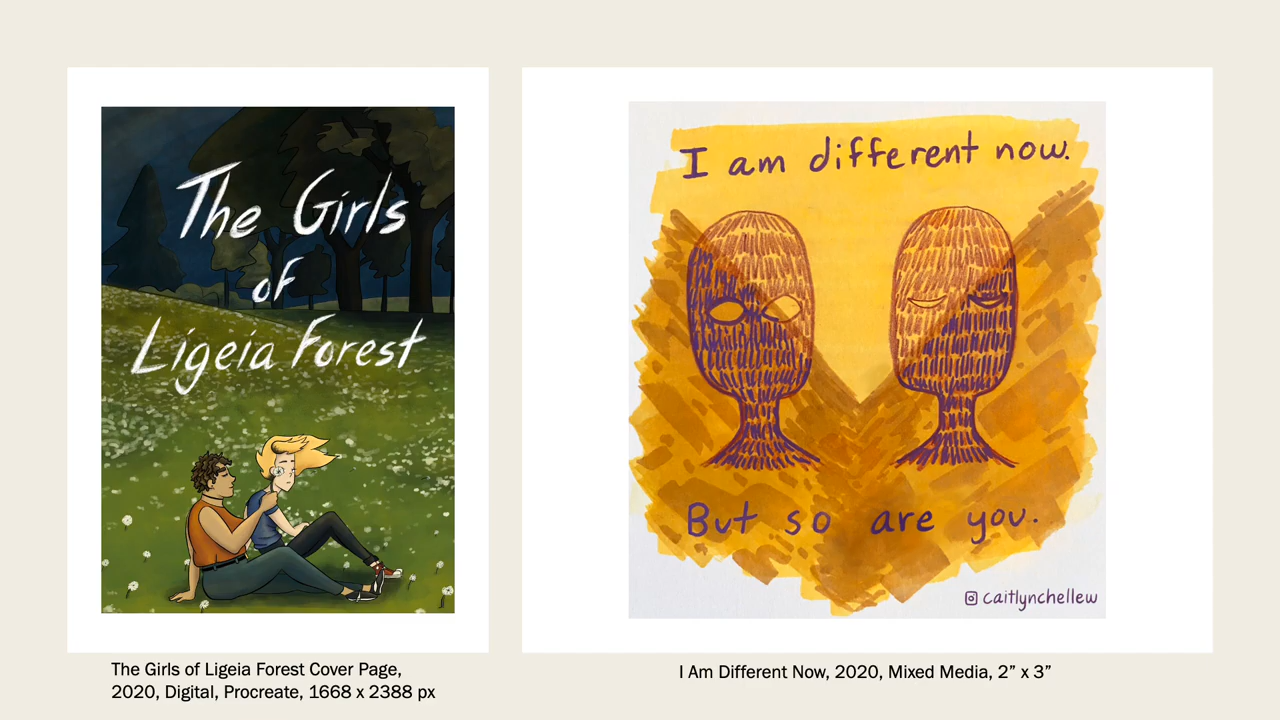 The Girls
of
Ligeia Forest
The Girls of Ligeia Forest Cover Page,
2020, Digital, Procreate, 1668 x 2388 px
I am different now.
But so are you.
caitlynchellew
I Am Different Now, 2020, Mixed Media, 2” x 3”